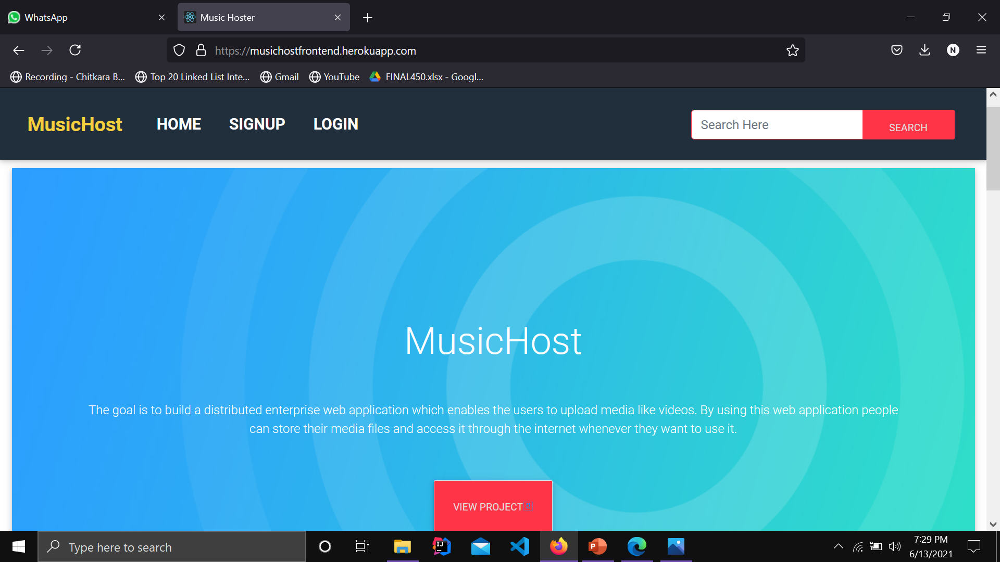 WhatsApp
Music Hoster
https://musichostfrontend.herokuapp.com
Recording - Chitkara B... Top 20 Linked List Inte... Gmail YouTube FINAL450.xlsx - Googl...
MusicHost HOME SIGNUP LOGIN Search Here SEARCH
MusicHost
The goal is to build a distributed enterprise web application which enables the users to upload media like videos. By using this web application people
can store their media files and access it through the internet whenever they want to use it.
VIEW PROJECT
Type here to search
7:29 PM
6/13/2021